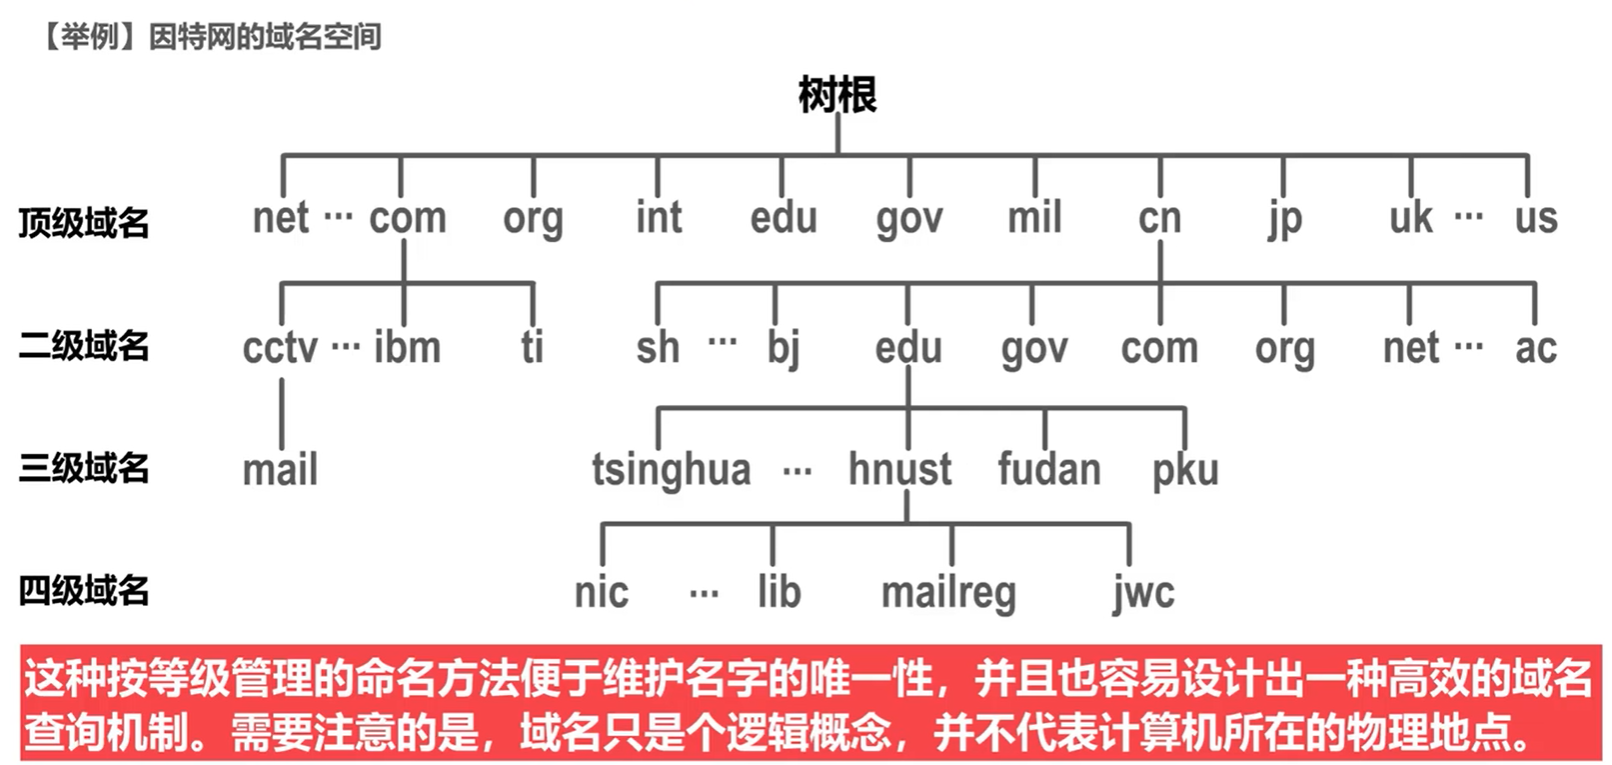 【举例】因特网的域名空间
树根
顶级域名 net ··· com org int edu gov mil cn jp uk ··· us
二级域名 cctv ··· ibm ti sh ··· bj edu gov com org net ··· ac
三级域名 mail tsinghua ··· hnust fudan pku
四级域名 nic ··· lib mailreg jwc
这种按等级管理的命名方法便于维护名字的唯一性，并且也容易设计出一种高效的域名
查询机制。需要注意的是，域名只是个逻辑概念，并不代表计算机所在的物理地点。